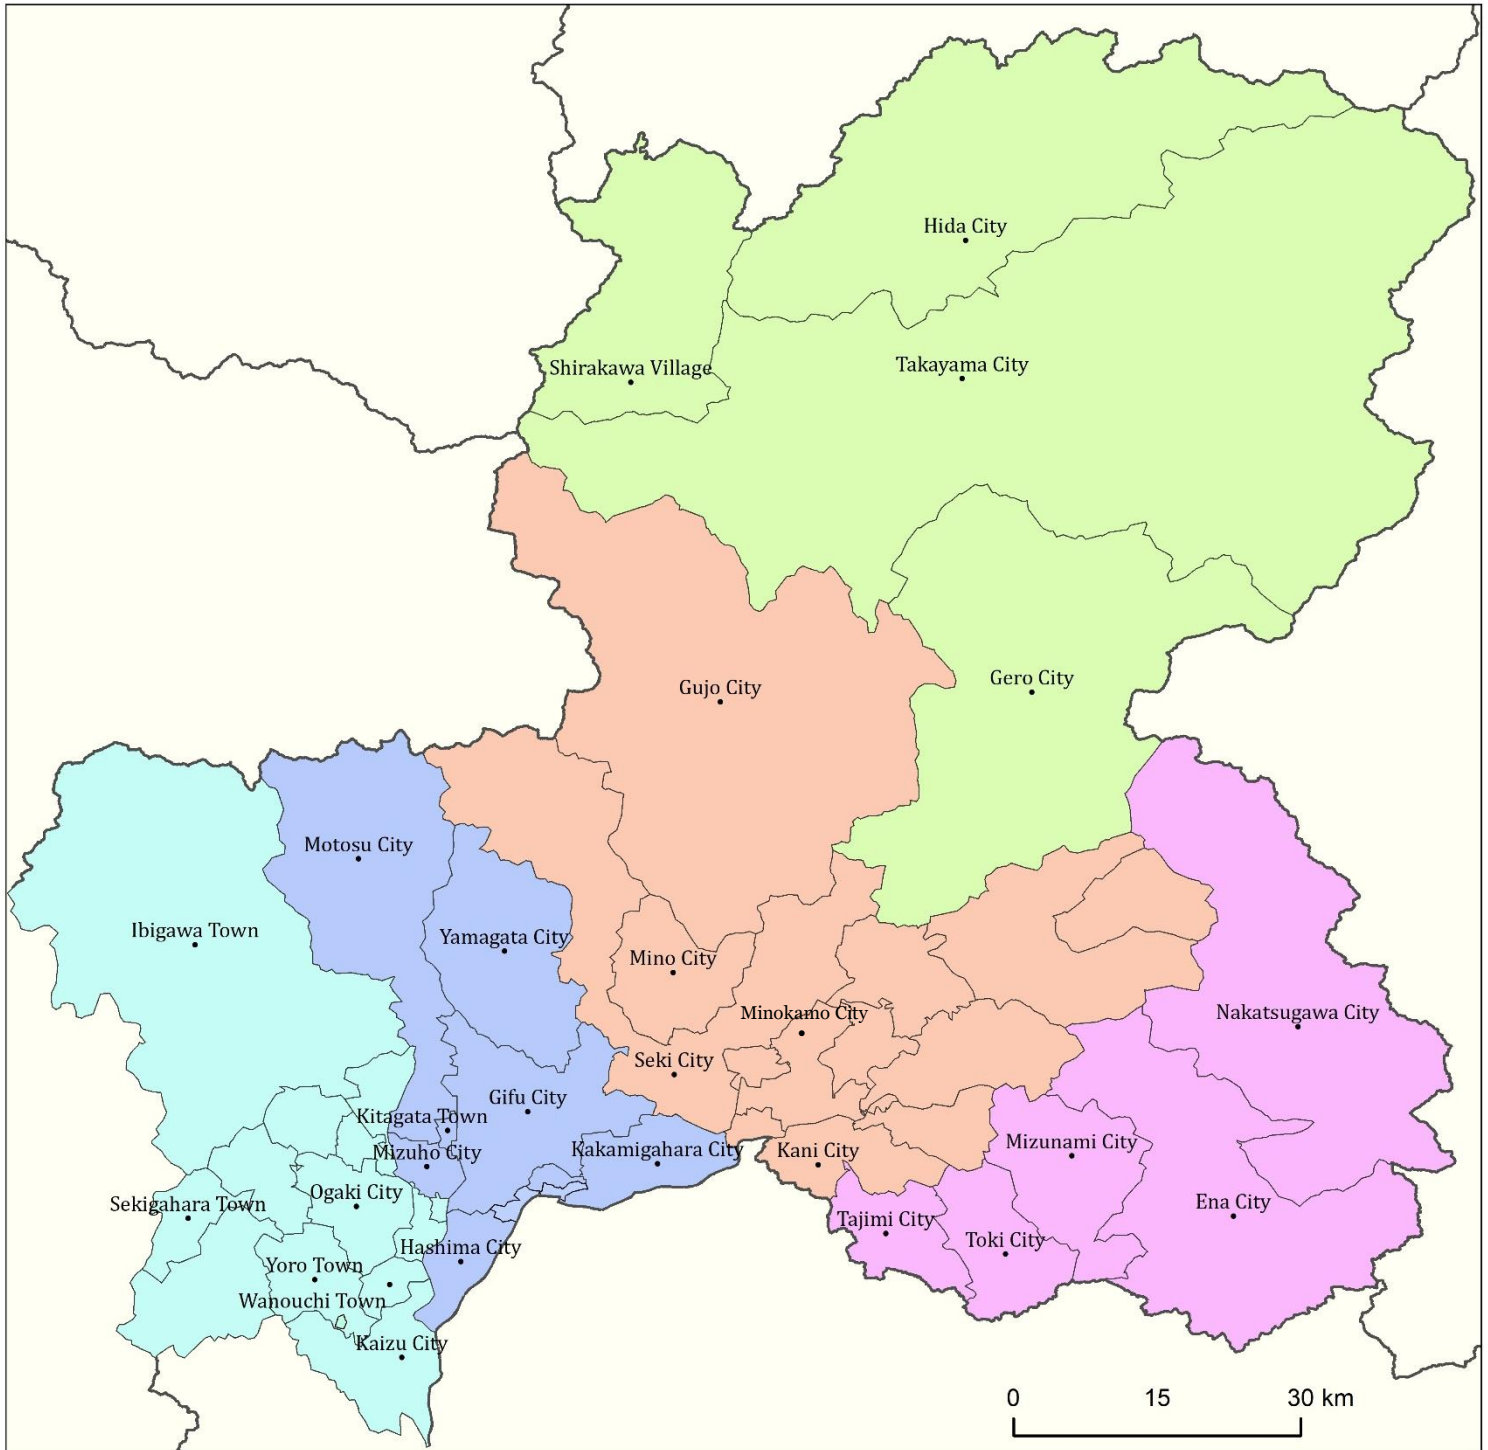 Hida City
Shirakawa Village
Takayama City
Gujo City
Gero City
Motosu City
Ibigawa Town
Yamagata City
Mino City
Minokamo City
Nakatsugawa City
Seki City
Gifu City
Kitagata Town
Mizuho City
Kakamigahara City
Kani City
Mizunami City
Ogaki City
Sekigahara Town
Ena City
Tajimi City
Toki City
Hashima City
Yoro Town
Wanouchi Town
Kaizu City
0 15 30 km